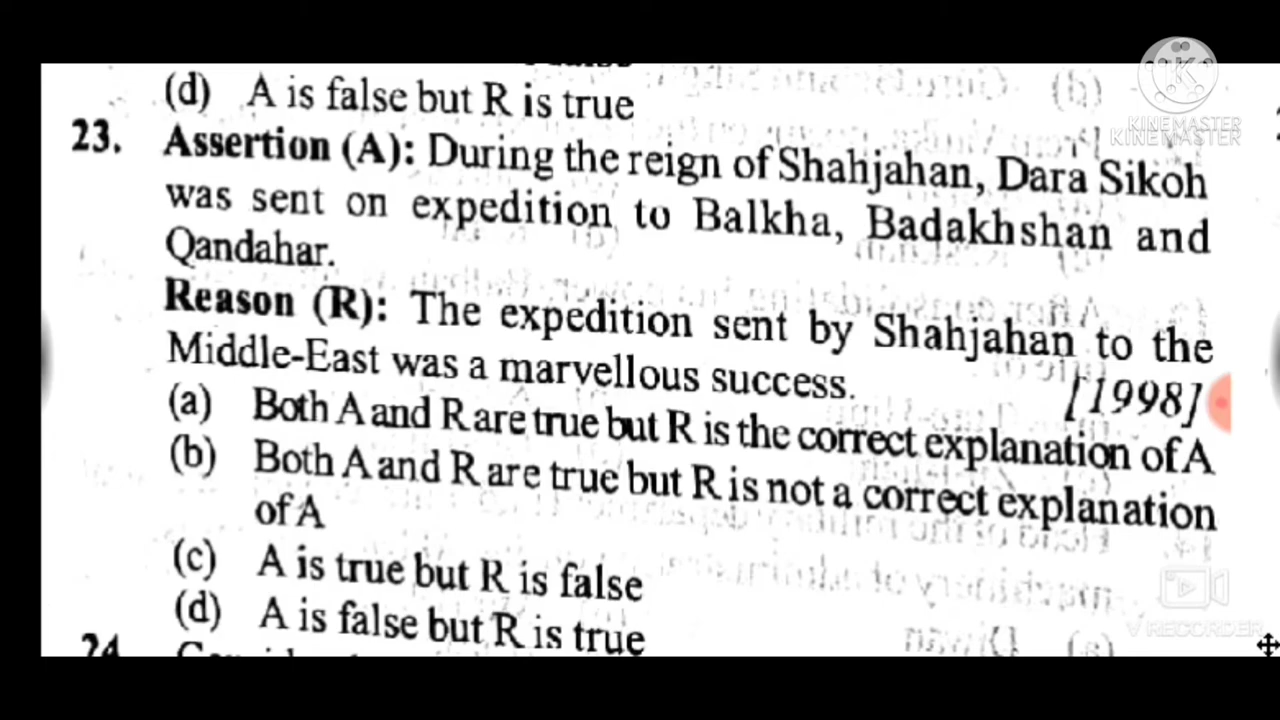 (d) A is false but R is true
23. Assertion (A): During the reign of Shahjahan, Dara Sikoh
was sent on expedition to Balkha, Badakhshan and
Qandahar.
Reason (R): The expedition sent by Shahjahan to the
Middle-East was a marvellous success. [1998]
(a) Both A and R are true but R is the correct explanation of A
(b) Both A and R are true but R is not a correct explanation
of A
(c) A is true but R is false
(d) A is false but R is true
24.
KINEMASTER
KINEMASTER
V RECORDER